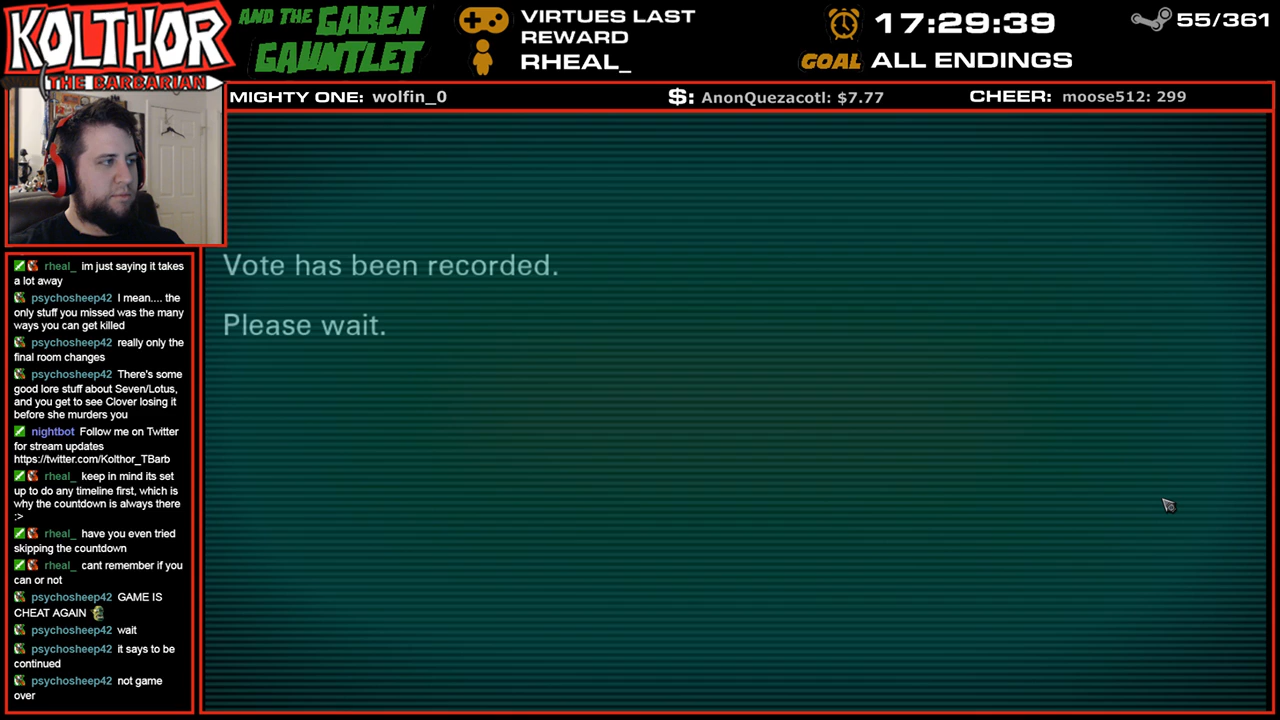 KOLTHOR
THE BARBARIAN
AND THE GABEN
GAUNTLET
VIRTUES LAST
REWARD
RHEAL_
17:29:39
GOAL ALL ENDINGS
55/361
MIGHTY ONE: wolfin_0
$: AnonQuezacotl: $7.77
CHEER: moose512: 299
rheal_ im just saying it takes
a lot away
psychosheep42 I mean.... the
only stuff you missed was the many
ways you can get killed
psychosheep42 really only the
final room changes
psychosheep42 There's some
good lore stuff about Seven/Lotus,
and you get to see Clover losing it
before she murders you
nightbot Follow me on Twitter
for stream updates
https://twitter.com/Kolthor_TBarb
rheal_ keep in mind its set
up to do any timeline first, which is
why the countdown is always there
:>
rheal_ have you even tried
skipping the countdown
rheal_ cant remember if you
can or not
psychosheep42 GAME IS
CHEAT AGAIN
psychosheep42 wait
psychosheep42 it says to be
continued
psychosheep42 not game
over
Vote has been recorded.
Please wait.